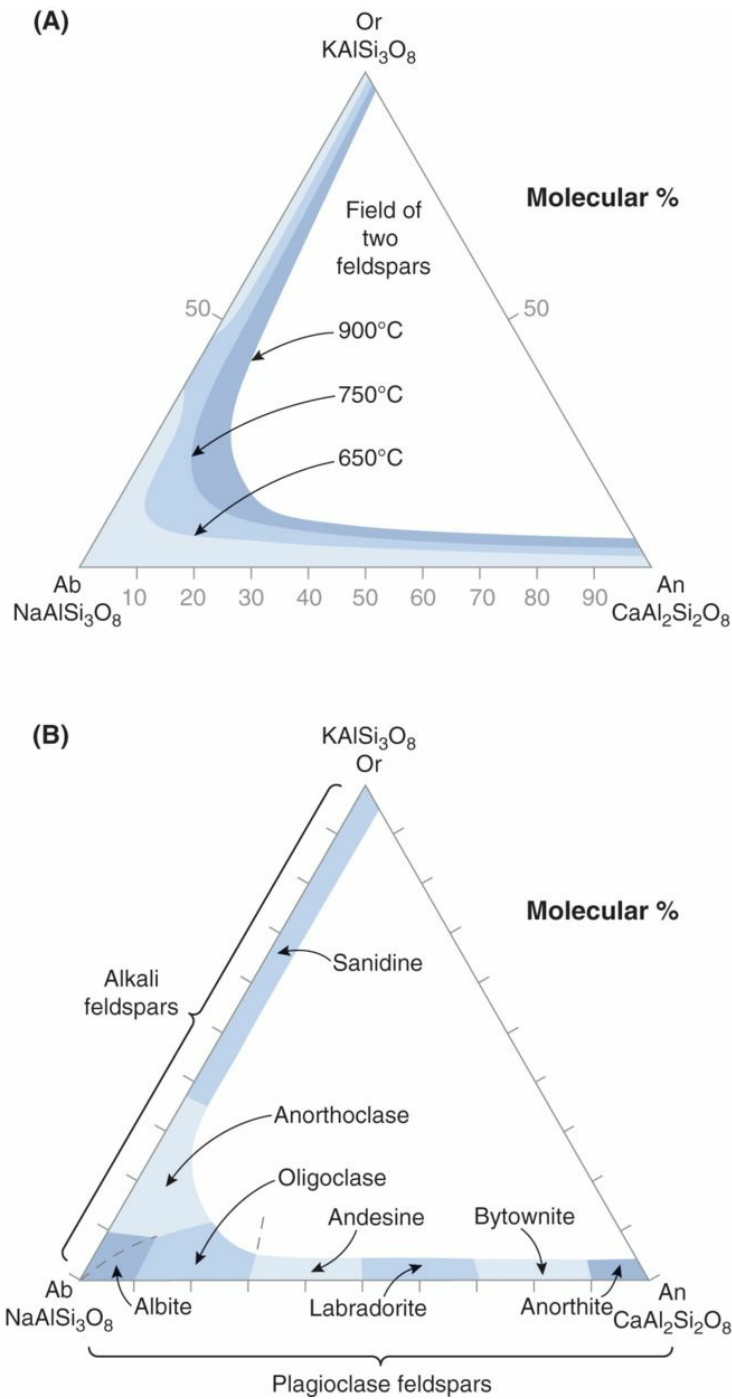 (A)
Or
KAlSi₃O₈
Molecular %
Field of
two
feldspars
50
50
900°C
750°C
650°C
Ab
NaAlSi₃O₈
10 20 30 40 50 60 70 80 90
An
CaAl₂Si₂O₈
(B)
KAlSi₃O₈
Or
Molecular %
Sanidine
Alkali
feldspars
Anorthoclase
Oligoclase
Andesine
Bytownite
Ab
NaAlSi₃O₈
Albite
Labradorite
Anorthite
An
CaAl₂Si₂O₈
Plagioclase feldspars